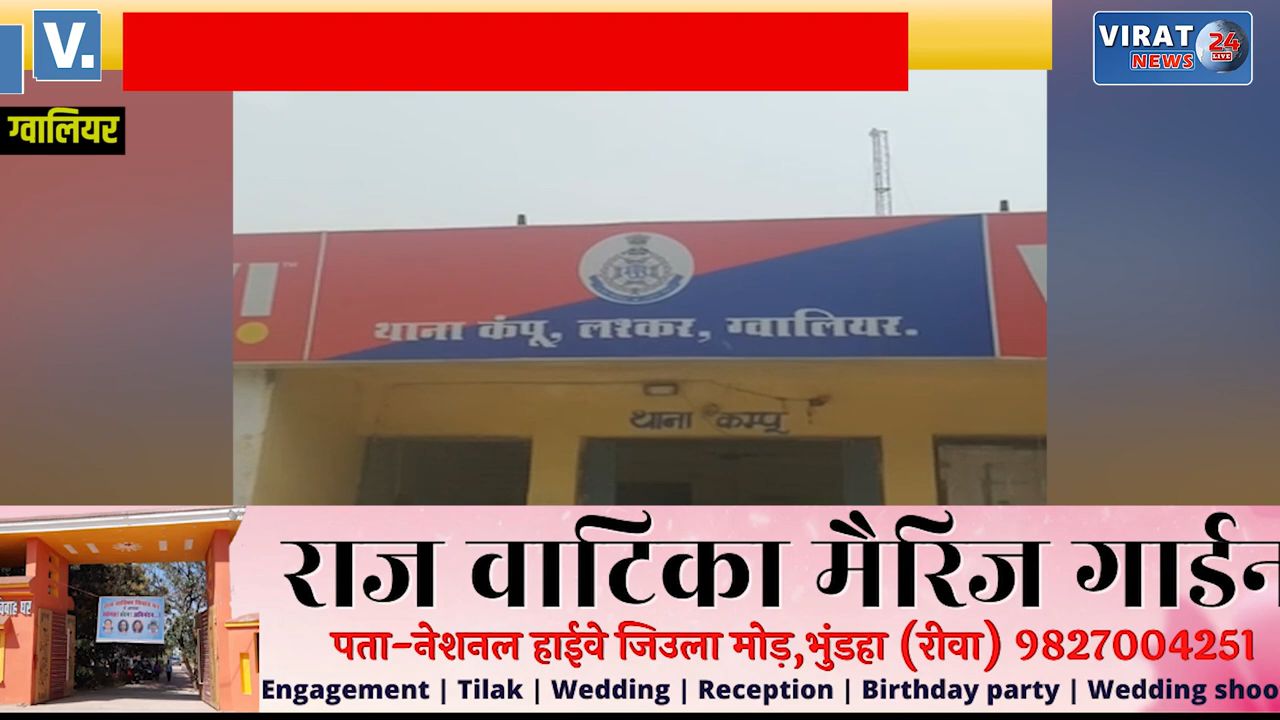 V.
VIRAT
24
NEWS
LIVE
ग्वालियर
थाना कंपू, लश्कर, ग्वालियर.
थाना कम्पू
राज वाटिका मैरिज गार्डन
पता-नेशनल हाईवे जिउला मोड़,भुंडहा (रीवा) 9827004251
Engagement | Tilak | Wedding | Reception | Birthday party | Wedding shoo